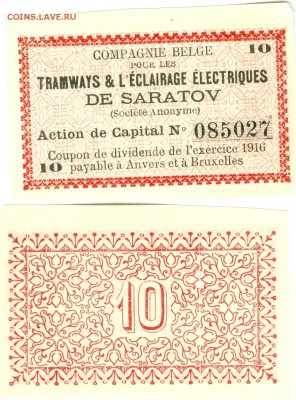 COINS.LAVE.RU
COMPAGNIE BELGE 10
POUR LES
TRAMWAYS & L'ÉCLAIRAGE ÉLECTRIQUES
DE SARATOV
(Société Anonyme)
Action de Capital No 085027
Coupon de dividende de l'exercice 1916
10 payable à Anvers et à Bruxelles
10